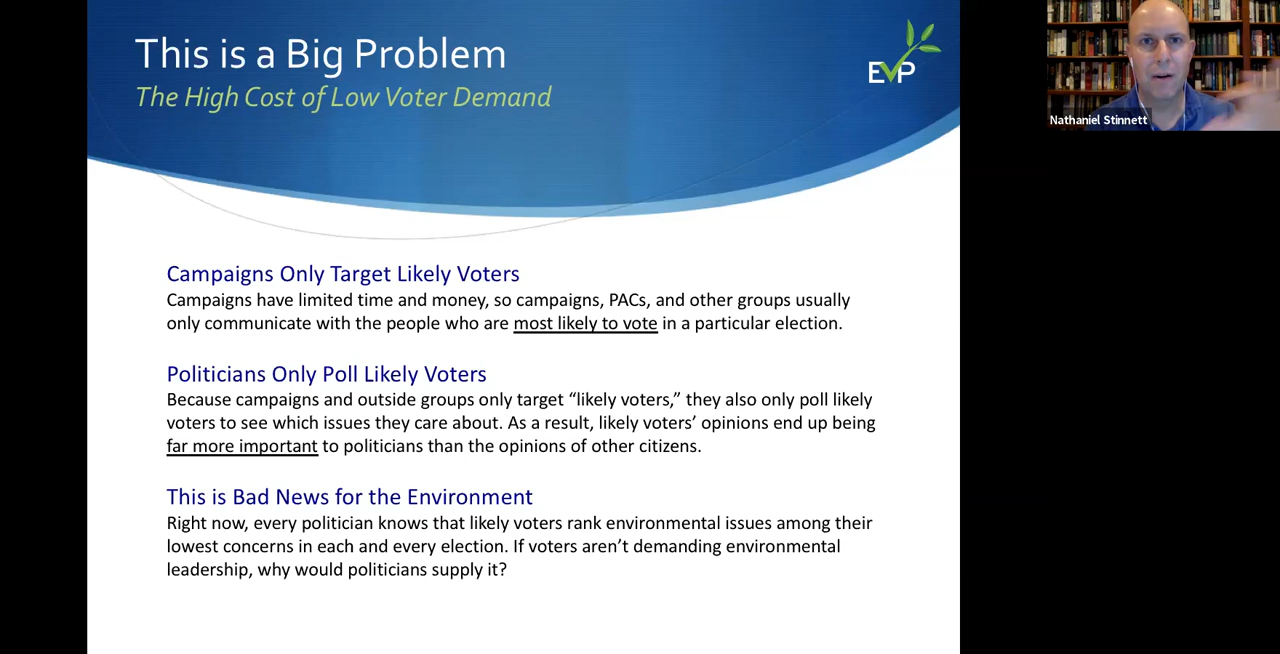 This is a Big Problem
The High Cost of Low Voter Demand
EVP
Nathaniel Stinnett
Campaigns Only Target Likely Voters
Campaigns have limited time and money, so campaigns, PACs, and other groups usually
only communicate with the people who are most likely to vote in a particular election.
Politicians Only Poll Likely Voters
Because campaigns and outside groups only target “likely voters,” they also only poll likely
voters to see which issues they care about. As a result, likely voters’ opinions end up being
far more important to politicians than the opinions of other citizens.
This is Bad News for the Environment
Right now, every politician knows that likely voters rank environmental issues among their
lowest concerns in each and every election. If voters aren’t demanding environmental
leadership, why would politicians supply it?